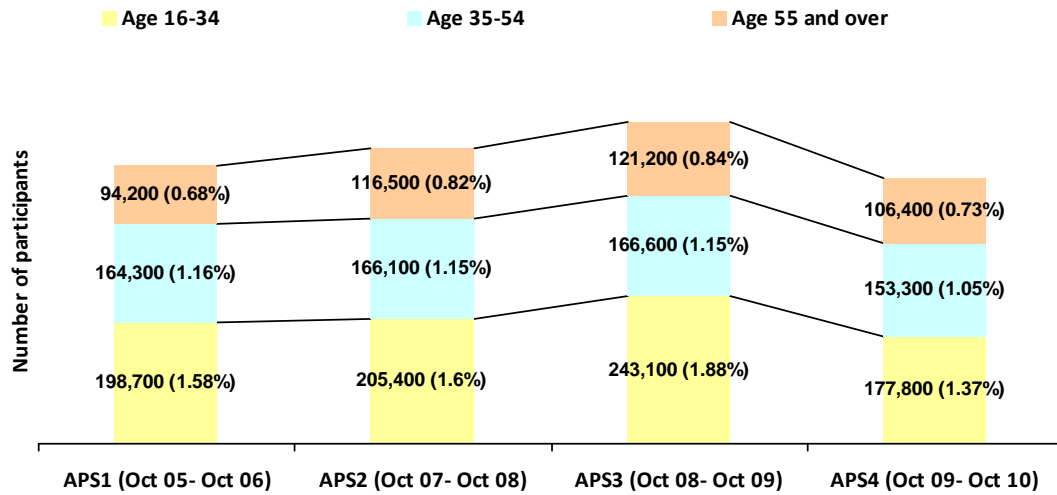 Age 16-34 Age 35-54 Age 55 and over
Number of participants
94,200 (0.68%) 116,500 (0.82%) 121,200 (0.84%) 106,400 (0.73%)
164,300 (1.16%) 166,100 (1.15%) 166,600 (1.15%) 153,300 (1.05%)
198,700 (1.58%) 205,400 (1.6%) 243,100 (1.88%) 177,800 (1.37%)
APS1 (Oct 05- Oct 06) APS2 (Oct 07- Oct 08) APS3 (Oct 08- Oct 09) APS4 (Oct 09- Oct 10)